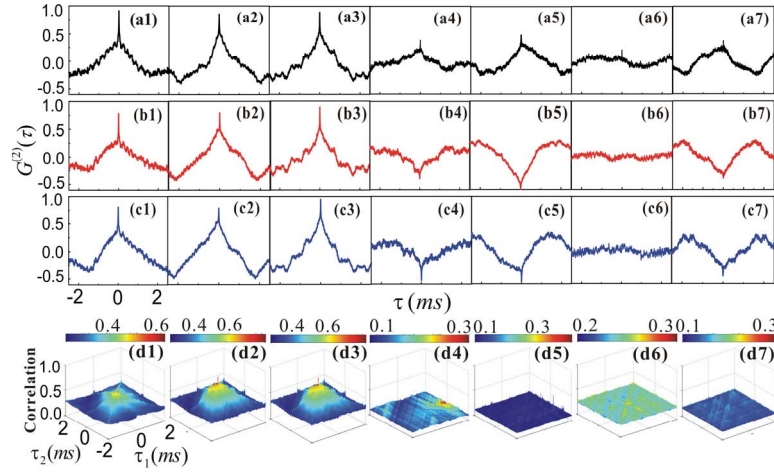 1.0 (a1) (a2) (a3) (a4) (a5) (a6) (a7)
0.5
0.0
-0.5
1.0 (b1) (b2) (b3) (b4) (b5) (b6) (b7)
0.5
0.0
-0.5
G⁽²⁾(τ)
1.0 (c1) (c2) (c3) (c4) (c5) (c6) (c7)
0.5
0.0
-0.5
-2 0 2 τ (ms)
0.4 0.6 0.4 0.6 0.4 0.6 0.1 0.3 0.1 0.3 0.2 0.3 0.1 0.3
(d1) (d2) (d3) (d4) (d5) (d6) (d7)
Correlation
1.0
0.5
0.0
2 0 -2 τ₂(ms)
-2 0 2 τ₁(ms)